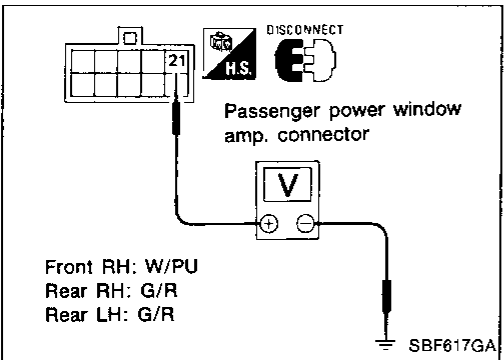 DISCONNECT
21
H.S.
Passenger power window
amp. connector
V
+ −
Front RH: W/PU
Rear RH: G/R
Rear LH: G/R
SBF617GA